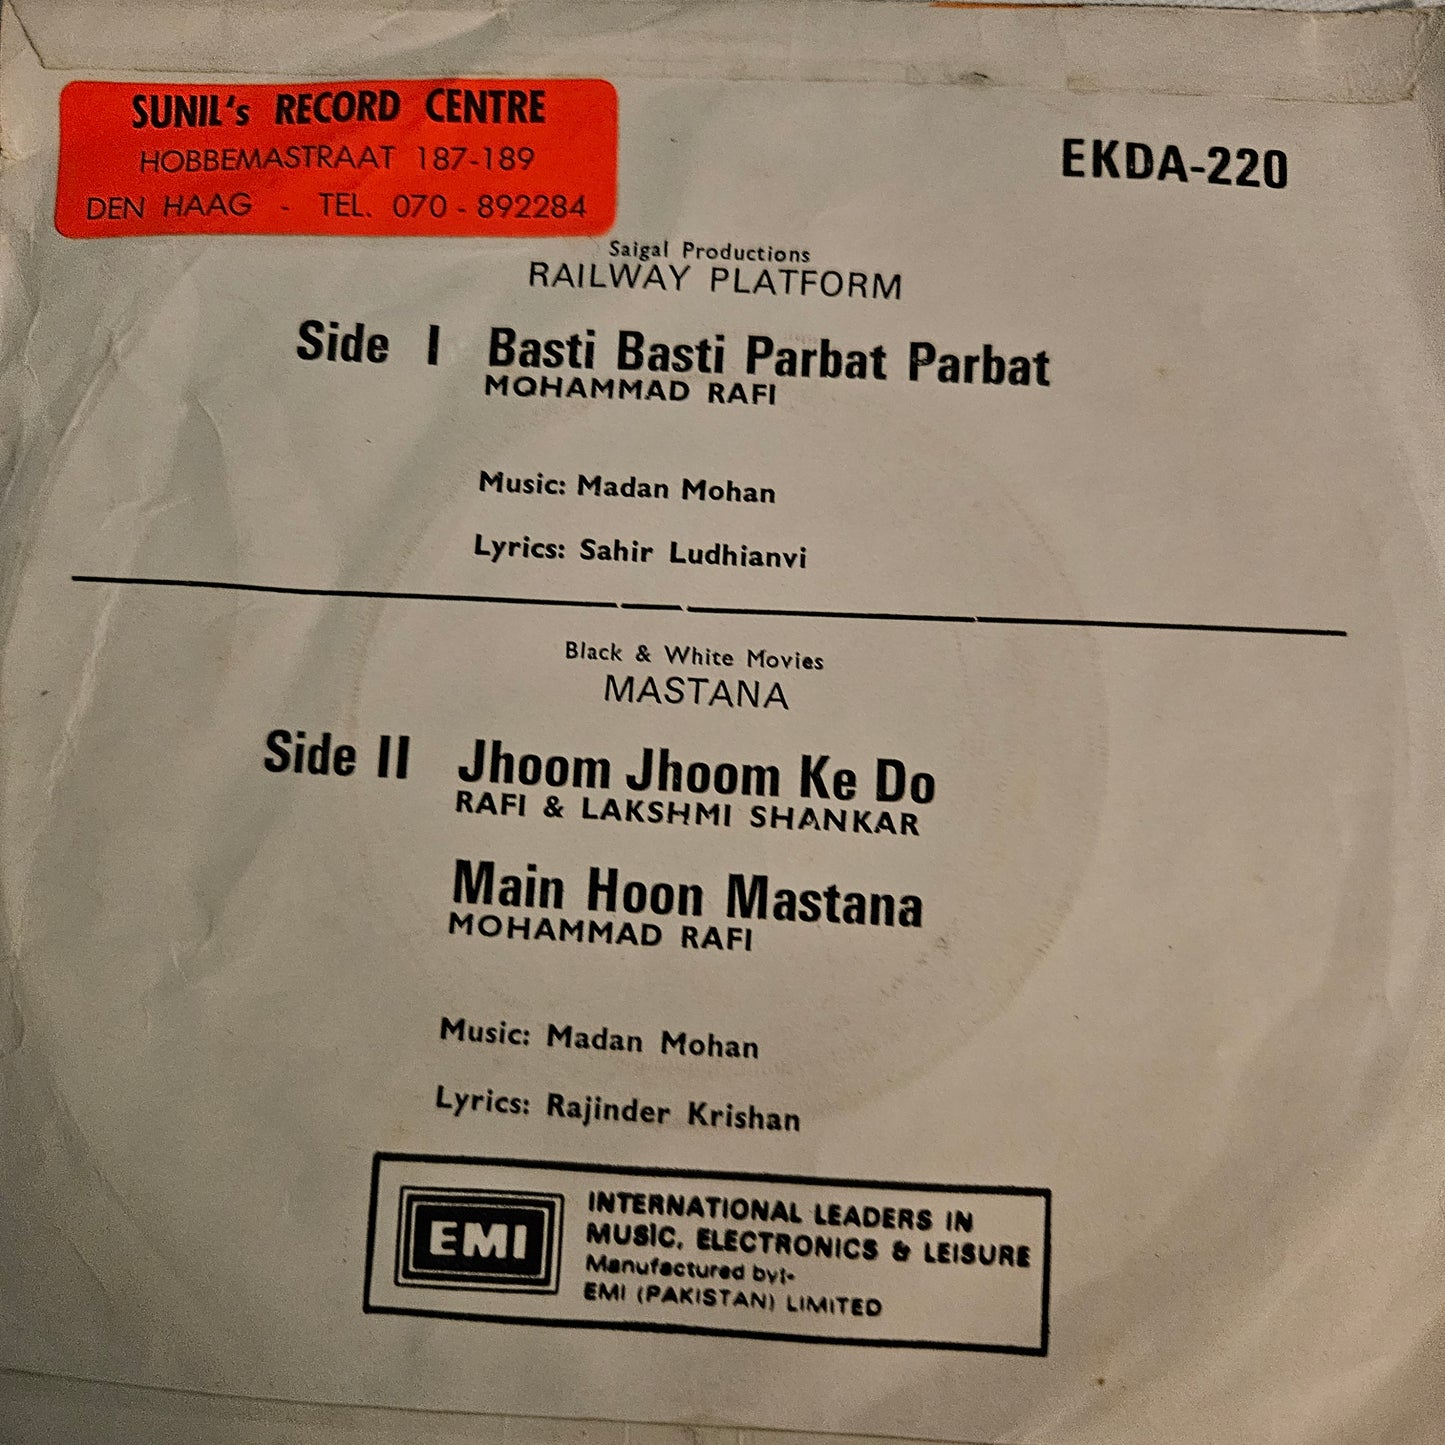 SUNIL's RECORD CENTRE
HOBBEMASTRAAT 187-189
DEN HAAG - TEL. 070 - 892284
EKDA-220
Saigal Productions
RAILWAY PLATFORM
Side I Basti Basti Parbat Parbat
MOHAMMAD RAFI
Music: Madan Mohan
Lyrics: Sahir Ludhianvi
Black & White Movies
MASTANA
Side II Jhoom Jhoom Ke Do
RAFI & LAKSHMI SHANKAR
Main Hoon Mastana
MOHAMMAD RAFI
Music: Madan Mohan
Lyrics: Rajinder Krishan
EMI
INTERNATIONAL LEADERS IN
MUSIC, ELECTRONICS & LEISURE
Manufactured by:-
EMI (PAKISTAN) LIMITED